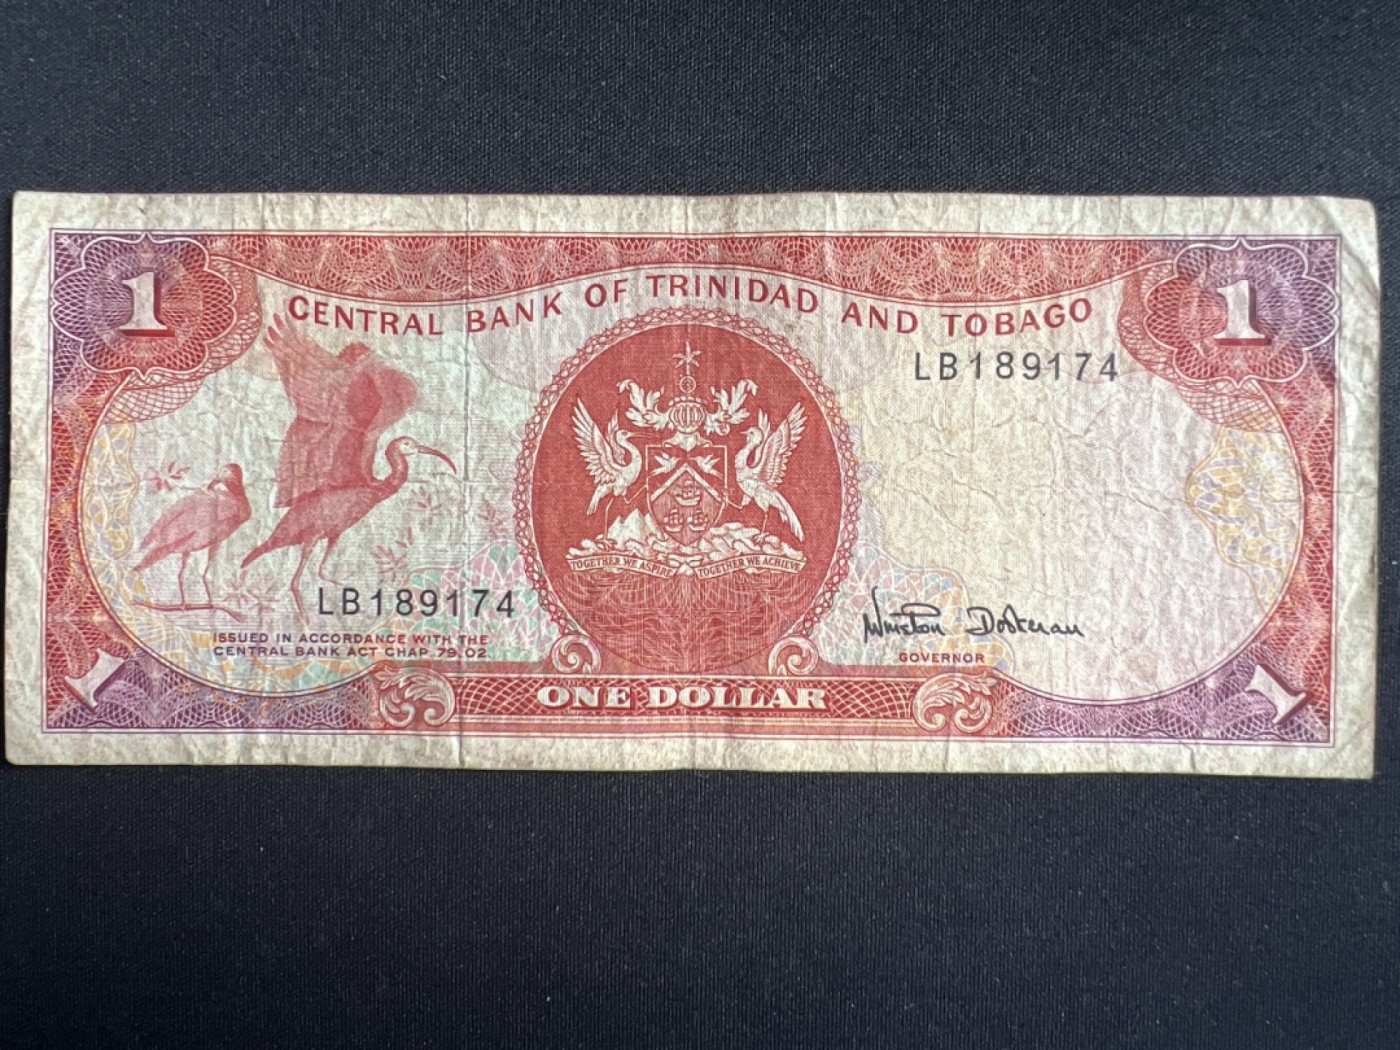 1
1
CENTRAL BANK OF TRINIDAD AND TOBAGO
LB189174
TOGETHER WE ASPIRE TOGETHER WE ACHIEVE
LB189174
ISSUED IN ACCORDANCE WITH THE
CENTRAL BANK ACT CHAP. 79.02
Winston Dookeran
GOVERNOR
1
ONE DOLLAR
1